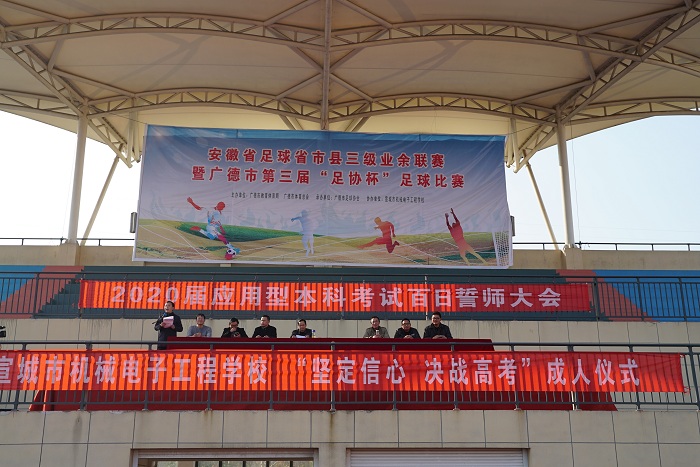 安徽省足球省市县三级业余联赛
暨广德市第三届“足协杯”足球比赛
2020届应用型本科考试百日誓师大会
宣城市机械电子工程学校 “坚定信心 决战高考”成人仪式